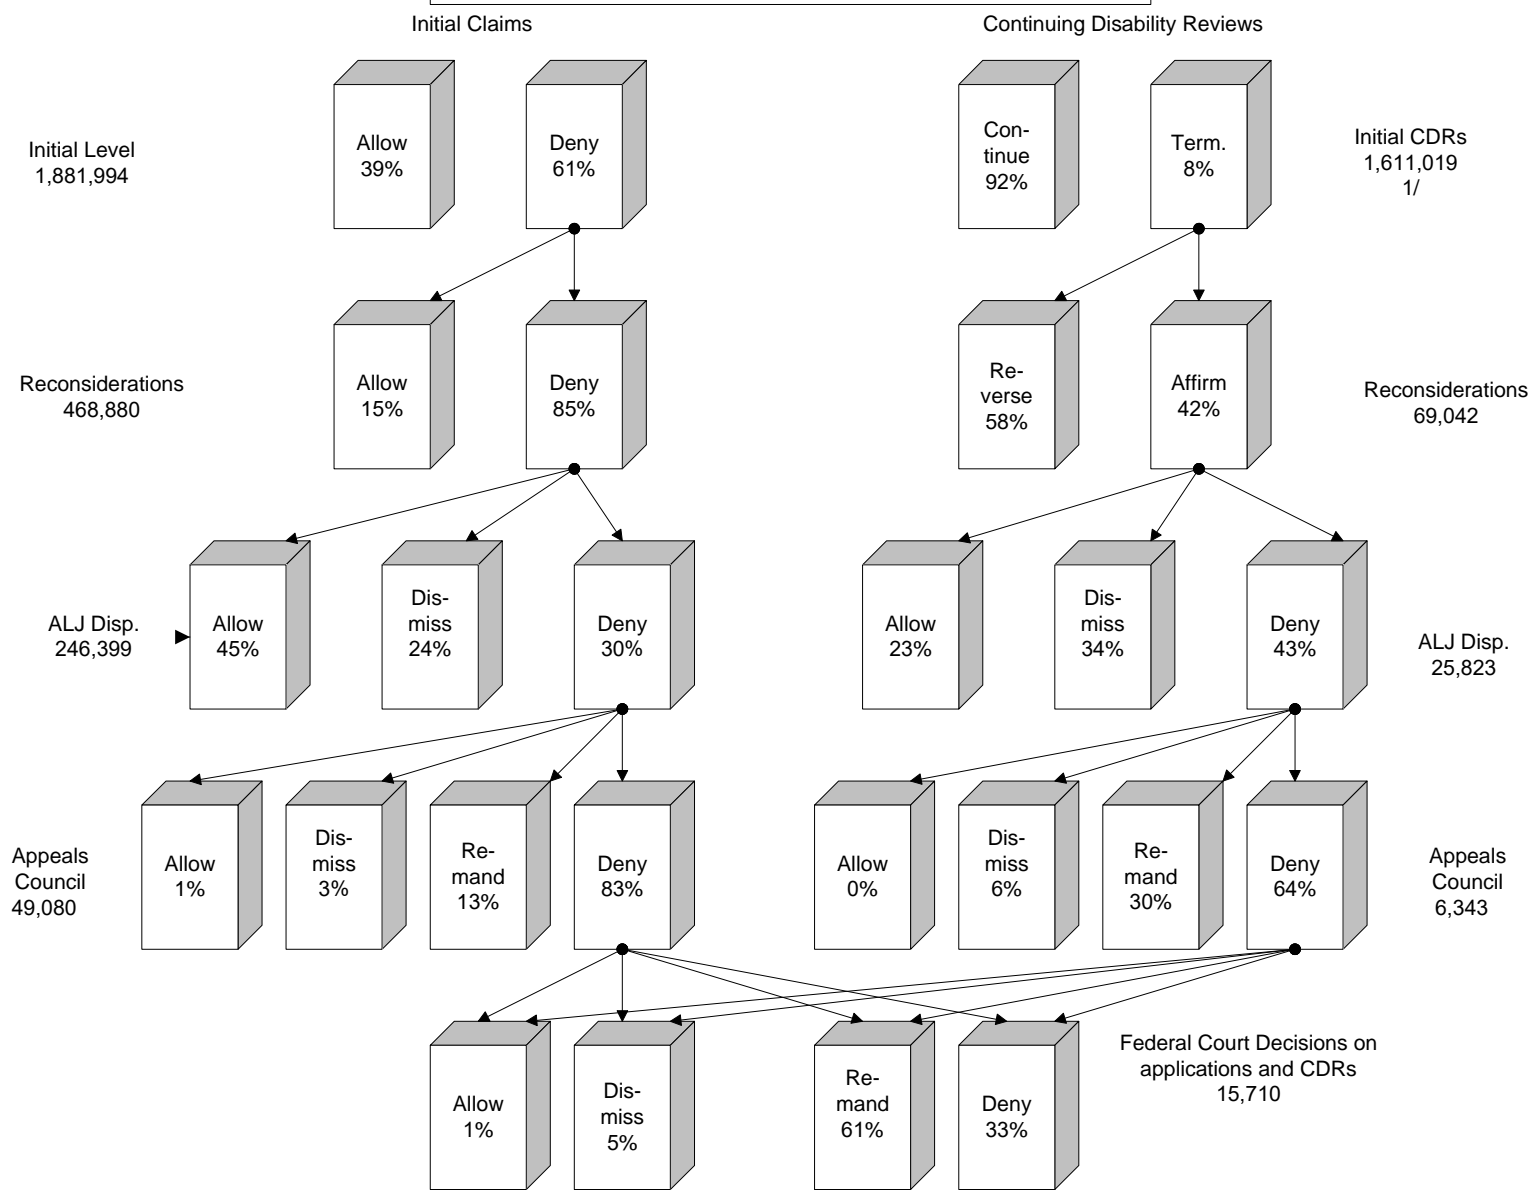 Initial Claims
Continuing Disability Reviews
Initial Level
1,881,994
Allow
39%
Deny
61%
Con-
tinue
92%
Term.
8%
Initial CDRs
1,611,019
1/
Reconsiderations
468,880
Allow
15%
Deny
85%
Re-
verse
58%
Affirm
42%
Reconsiderations
69,042
ALJ Disp.
246,399
Allow
45%
Dis-
miss
24%
Deny
30%
Allow
23%
Dis-
miss
34%
Deny
43%
ALJ Disp.
25,823
Appeals
Council
49,080
Allow
1%
Dis-
miss
3%
Re-
mand
13%
Deny
83%
Allow
0%
Dis-
miss
6%
Re-
mand
30%
Deny
64%
Appeals
Council
6,343
Allow
1%
Dis-
miss
5%
Re-
mand
61%
Deny
33%
Federal Court Decisions on
applications and CDRs
15,710